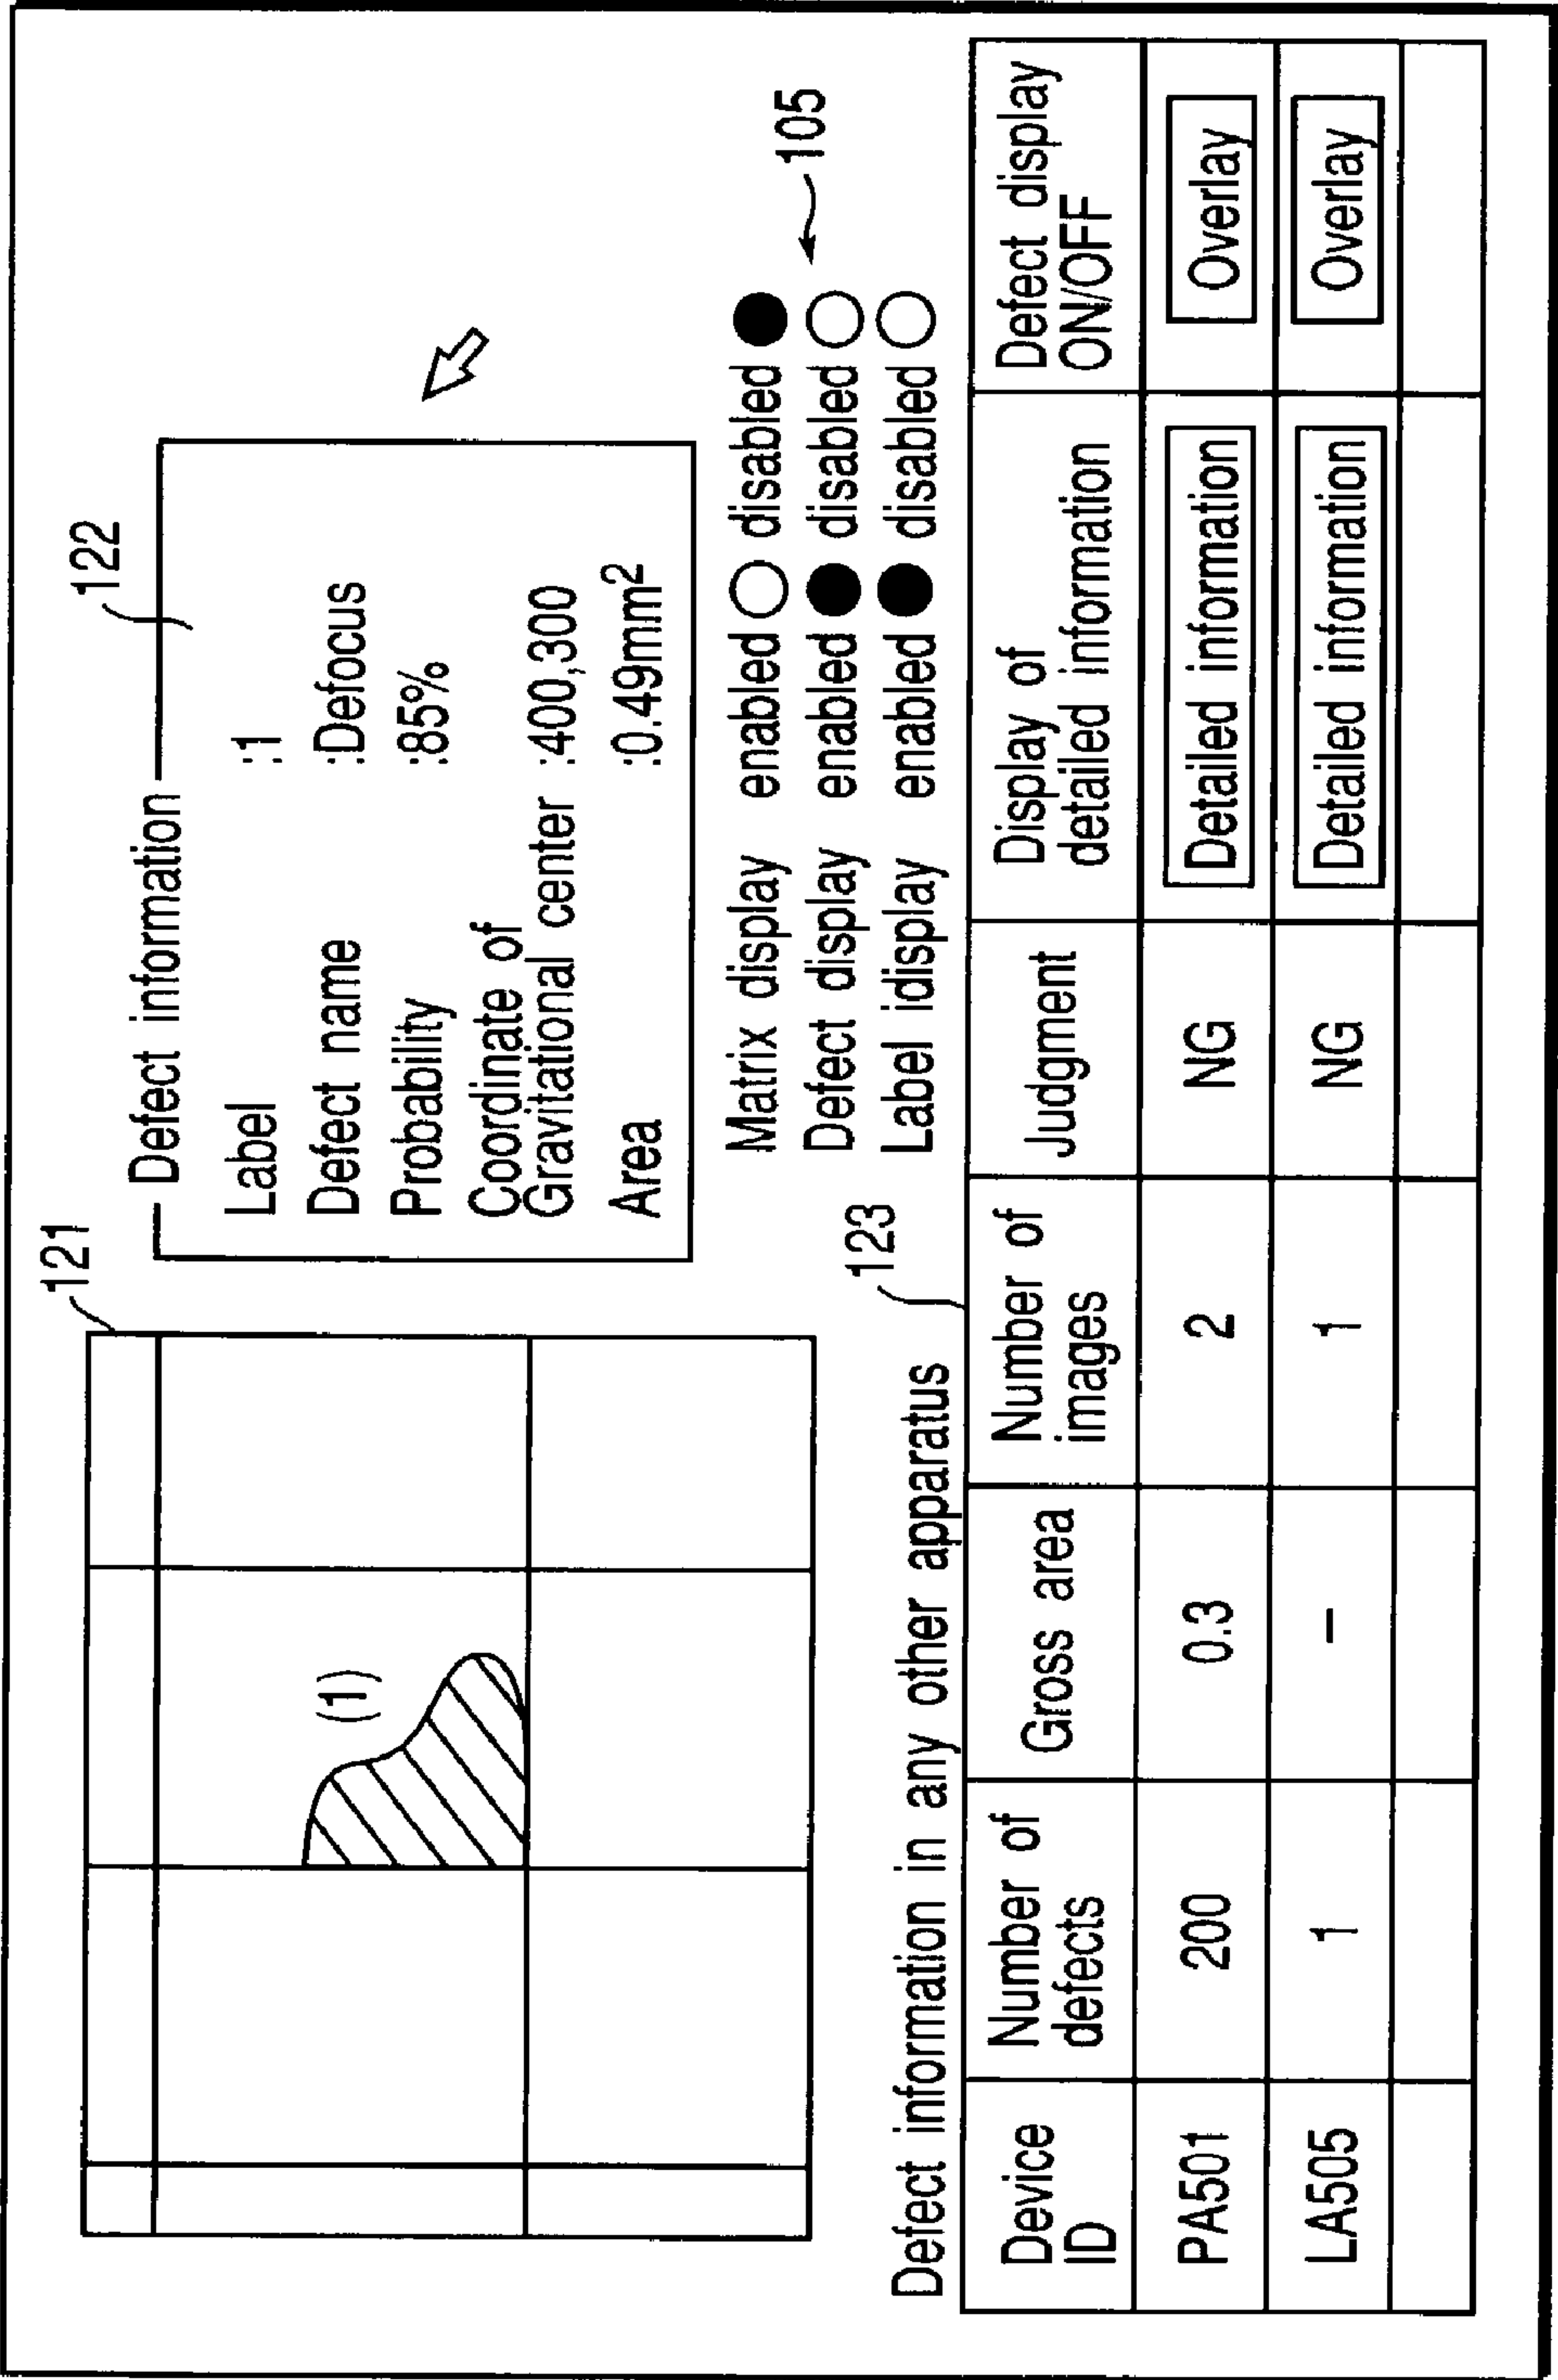 121
122
(1)
Defect information
Label :1
Defect name :Defocus
Probability :85%
Coordinate of
Gravitational center :400,300
Area :0.49mm²
Matrix display enabled ○ disabled ●
Defect display enabled ● disabled ○
Label idisplay enabled ● disabled ○
105
Defect information in any other apparatus
123
Device ID Number of defects Gross area Number of images Judgment Display of detailed information Defect display ON/OFF
PA501 200 0.3 2 NG Detailed information Overlay
LA505 1 – 1 NG Detailed information Overlay